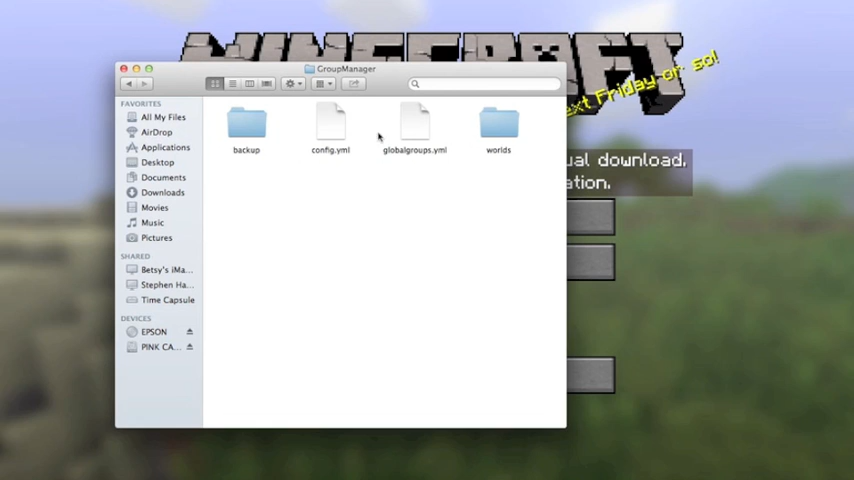 MINECRAFT
GroupManager
ext Friday or so!
FAVORITES
All My Files
AirDrop
Applications
Desktop
Documents
Downloads
Movies
Music
Pictures
SHARED
Betsy's iMa...
Stephen Ha...
Time Capsule
DEVICES
EPSON
PINK CA...
backup
config.yml
globalgroups.yml
worlds
ual download.
ation.